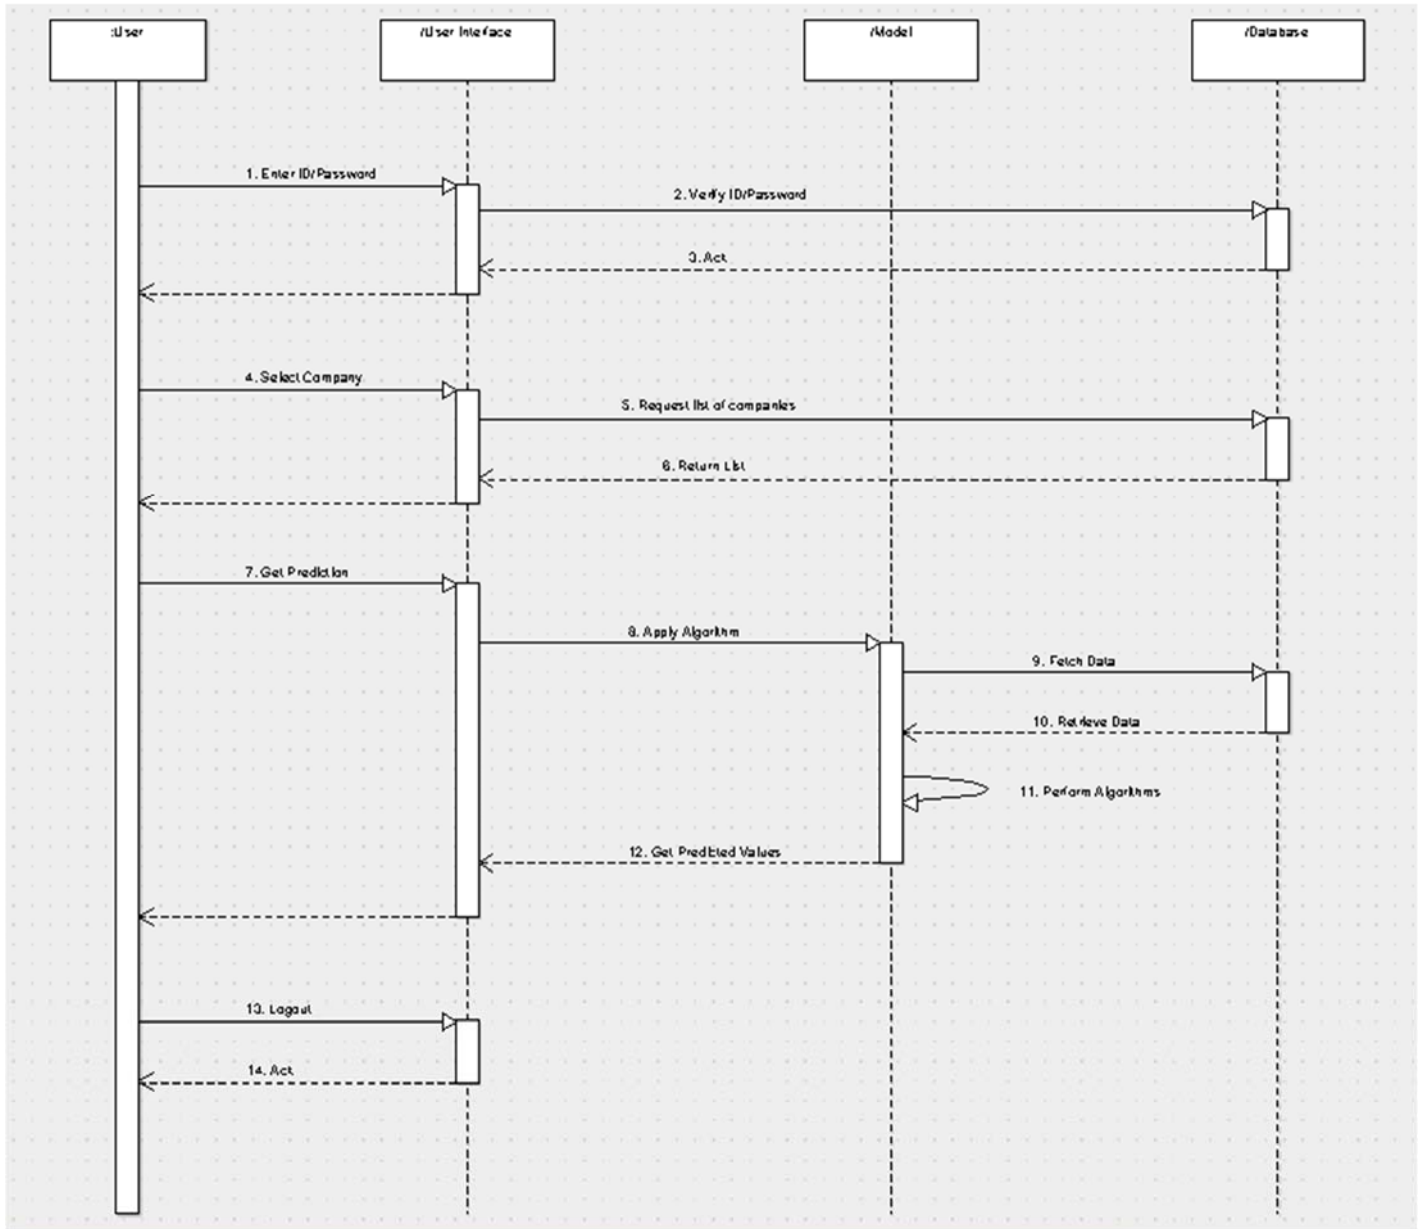 :User
/User Interface
/Model
/Database
1. Enter ID/Password
2. Verify ID/Password
3. Act
4. Select Company
5. Request list of companies
6. Return List
7. Get Prediction
8. Apply Algorithm
9. Fetch Data
10. Retrieve Data
11. Perform Algorithms
12. Get Predicted Values
13. Logout
14. Act